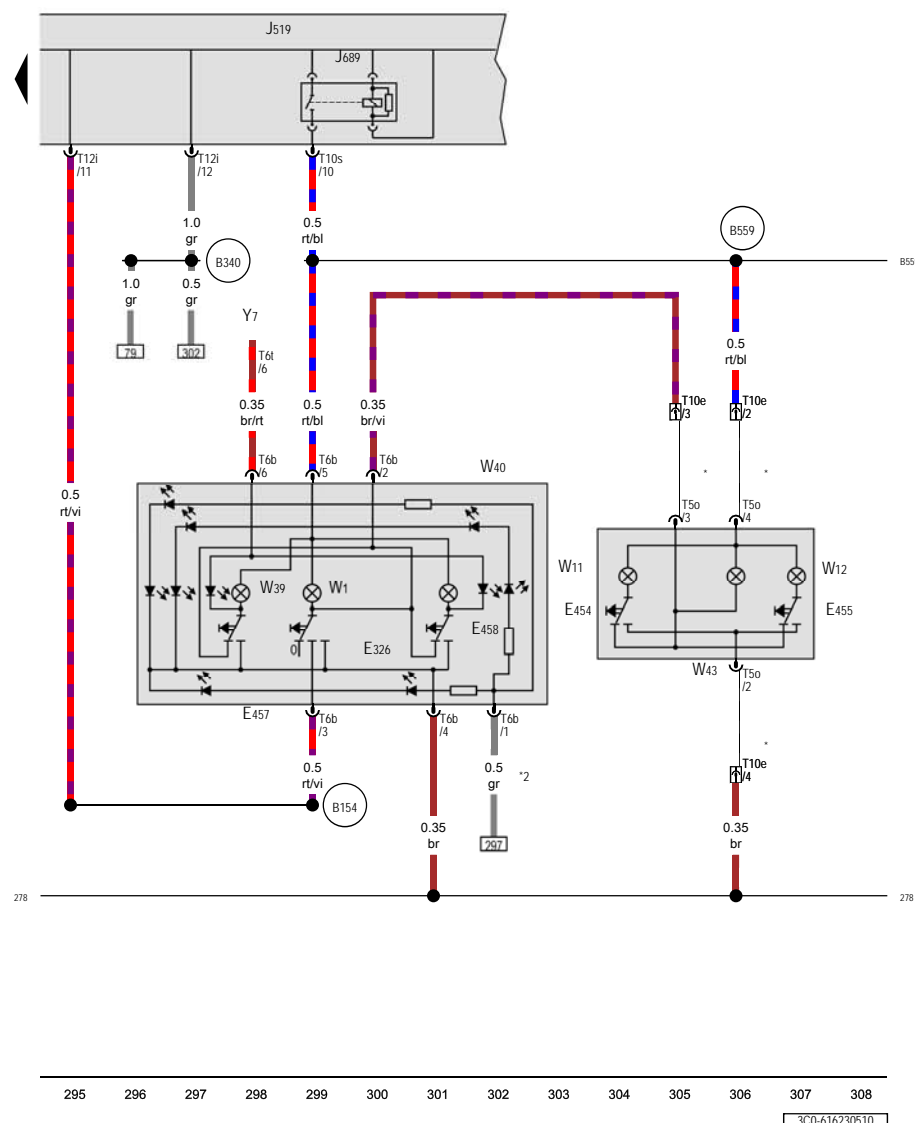 J519
J689
T12i
/11
T12i
/12
T10s
/10
1.0
gr
0.5
rt/bl
B340
B559
B55
1.0
gr
0.5
gr
79
302
Y7
T6t
/6
0.5
rt/bl
T10e
/3
T10e
/2
0.35
br/rt
0.5
rt/bl
0.35
br/vi
T6b
/6
T6b
/5
T6b
/2
W40
*
*
0.5
rt/vi
T5o
/3
T5o
/4
W11
W12
W39
W1
E454
E455
E458
E326
0
W43
T5o
/2
E457
T6b
/3
T6b
/4
T6b
/1
*
0.5
rt/vi
0.5
gr
*2
T10e
/4
B154
0.35
br
297
0.35
br
278
278
295 296 297 298 299 300 301 302 303 304 305 306 307 308
3C0-616230510